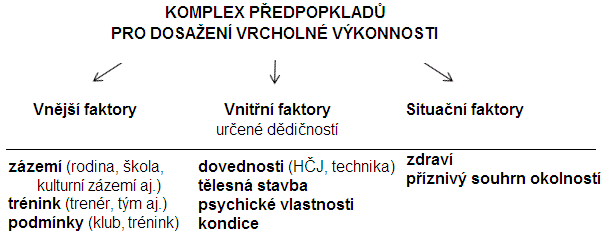 KOMPLEX PŘEDPOPKLADŮ
PRO DOSAŽENÍ VRCHOLNÉ VÝKONNOSTI
Vnější faktory
Vnitřní faktory
určené dědičností
Situační faktory
zázemí (rodina, škola,
kulturní zázemí aj.)
trénink (trenér, tým aj.)
podmínky (klub, trénink)
dovednosti (HČJ, technika)
tělesná stavba
psychické vlastnosti
kondice
zdraví
příznivý souhrn okolností